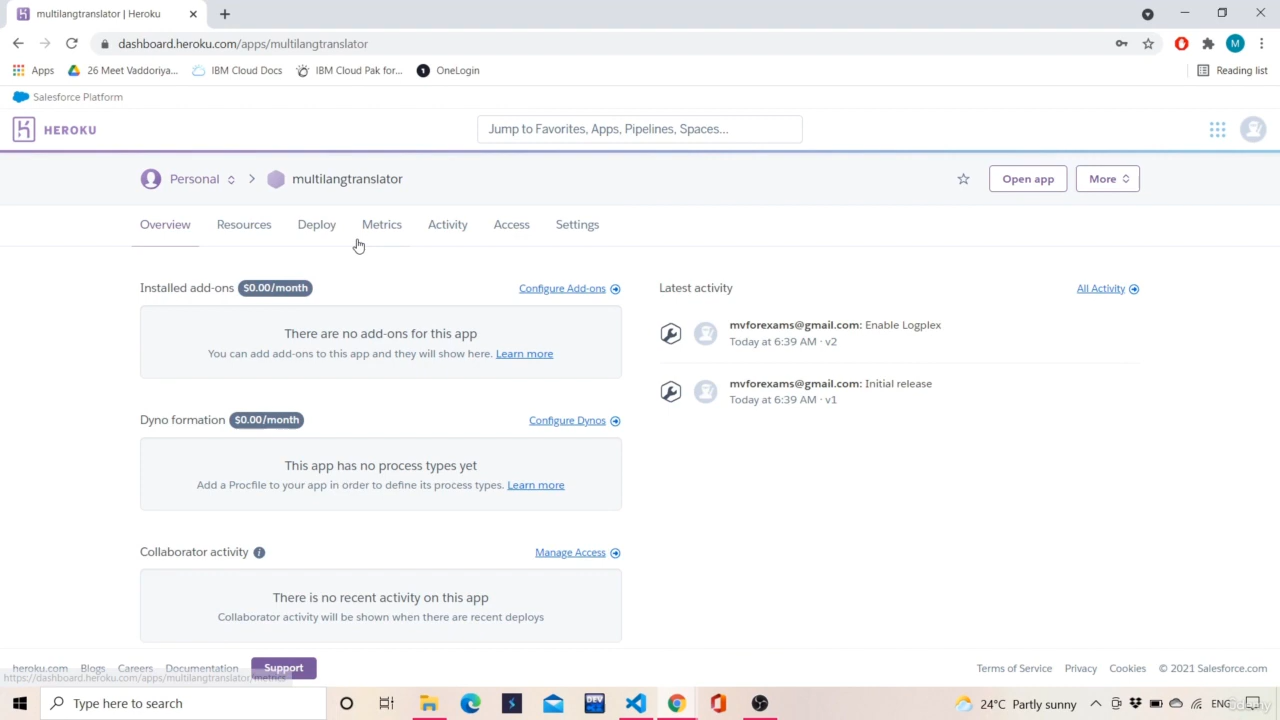 multilangtranslator | Heroku
dashboard.heroku.com/apps/multilangtranslator
M
Apps
26 Meet Vaddoriya...
IBM Cloud Docs
IBM Cloud Pak for...
OneLogin
Reading list
Salesforce Platform
HEROKU
Jump to Favorites, Apps, Pipelines, Spaces...
Personal
multilangtranslator
Open app
More
Overview
Resources
Deploy
Metrics
Activity
Access
Settings
Installed add-ons $0.00/month
Configure Add-ons
There are no add-ons for this app
You can add add-ons to this app and they will show here. Learn more
Dyno formation $0.00/month
Configure Dynos
This app has no process types yet
Add a Procfile to your app in order to define its process types. Learn more
Collaborator activity
Manage Access
There is no recent activity on this app
Collaborator activity will be shown when there are recent deploys
Latest activity
All Activity
mvforexams@gmail.com: Enable Logplex
Today at 6:39 AM · v2
mvforexams@gmail.com: Initial release
Today at 6:39 AM · v1
heroku.com
Blogs
Careers
Documentation
Support
Terms of Service
Privacy
Cookies
© 2021 Salesforce.com
https://dashboard.heroku.com/apps/multilangtranslator/metrics
Type here to search
DEV
24°C Partly sunny
ENG